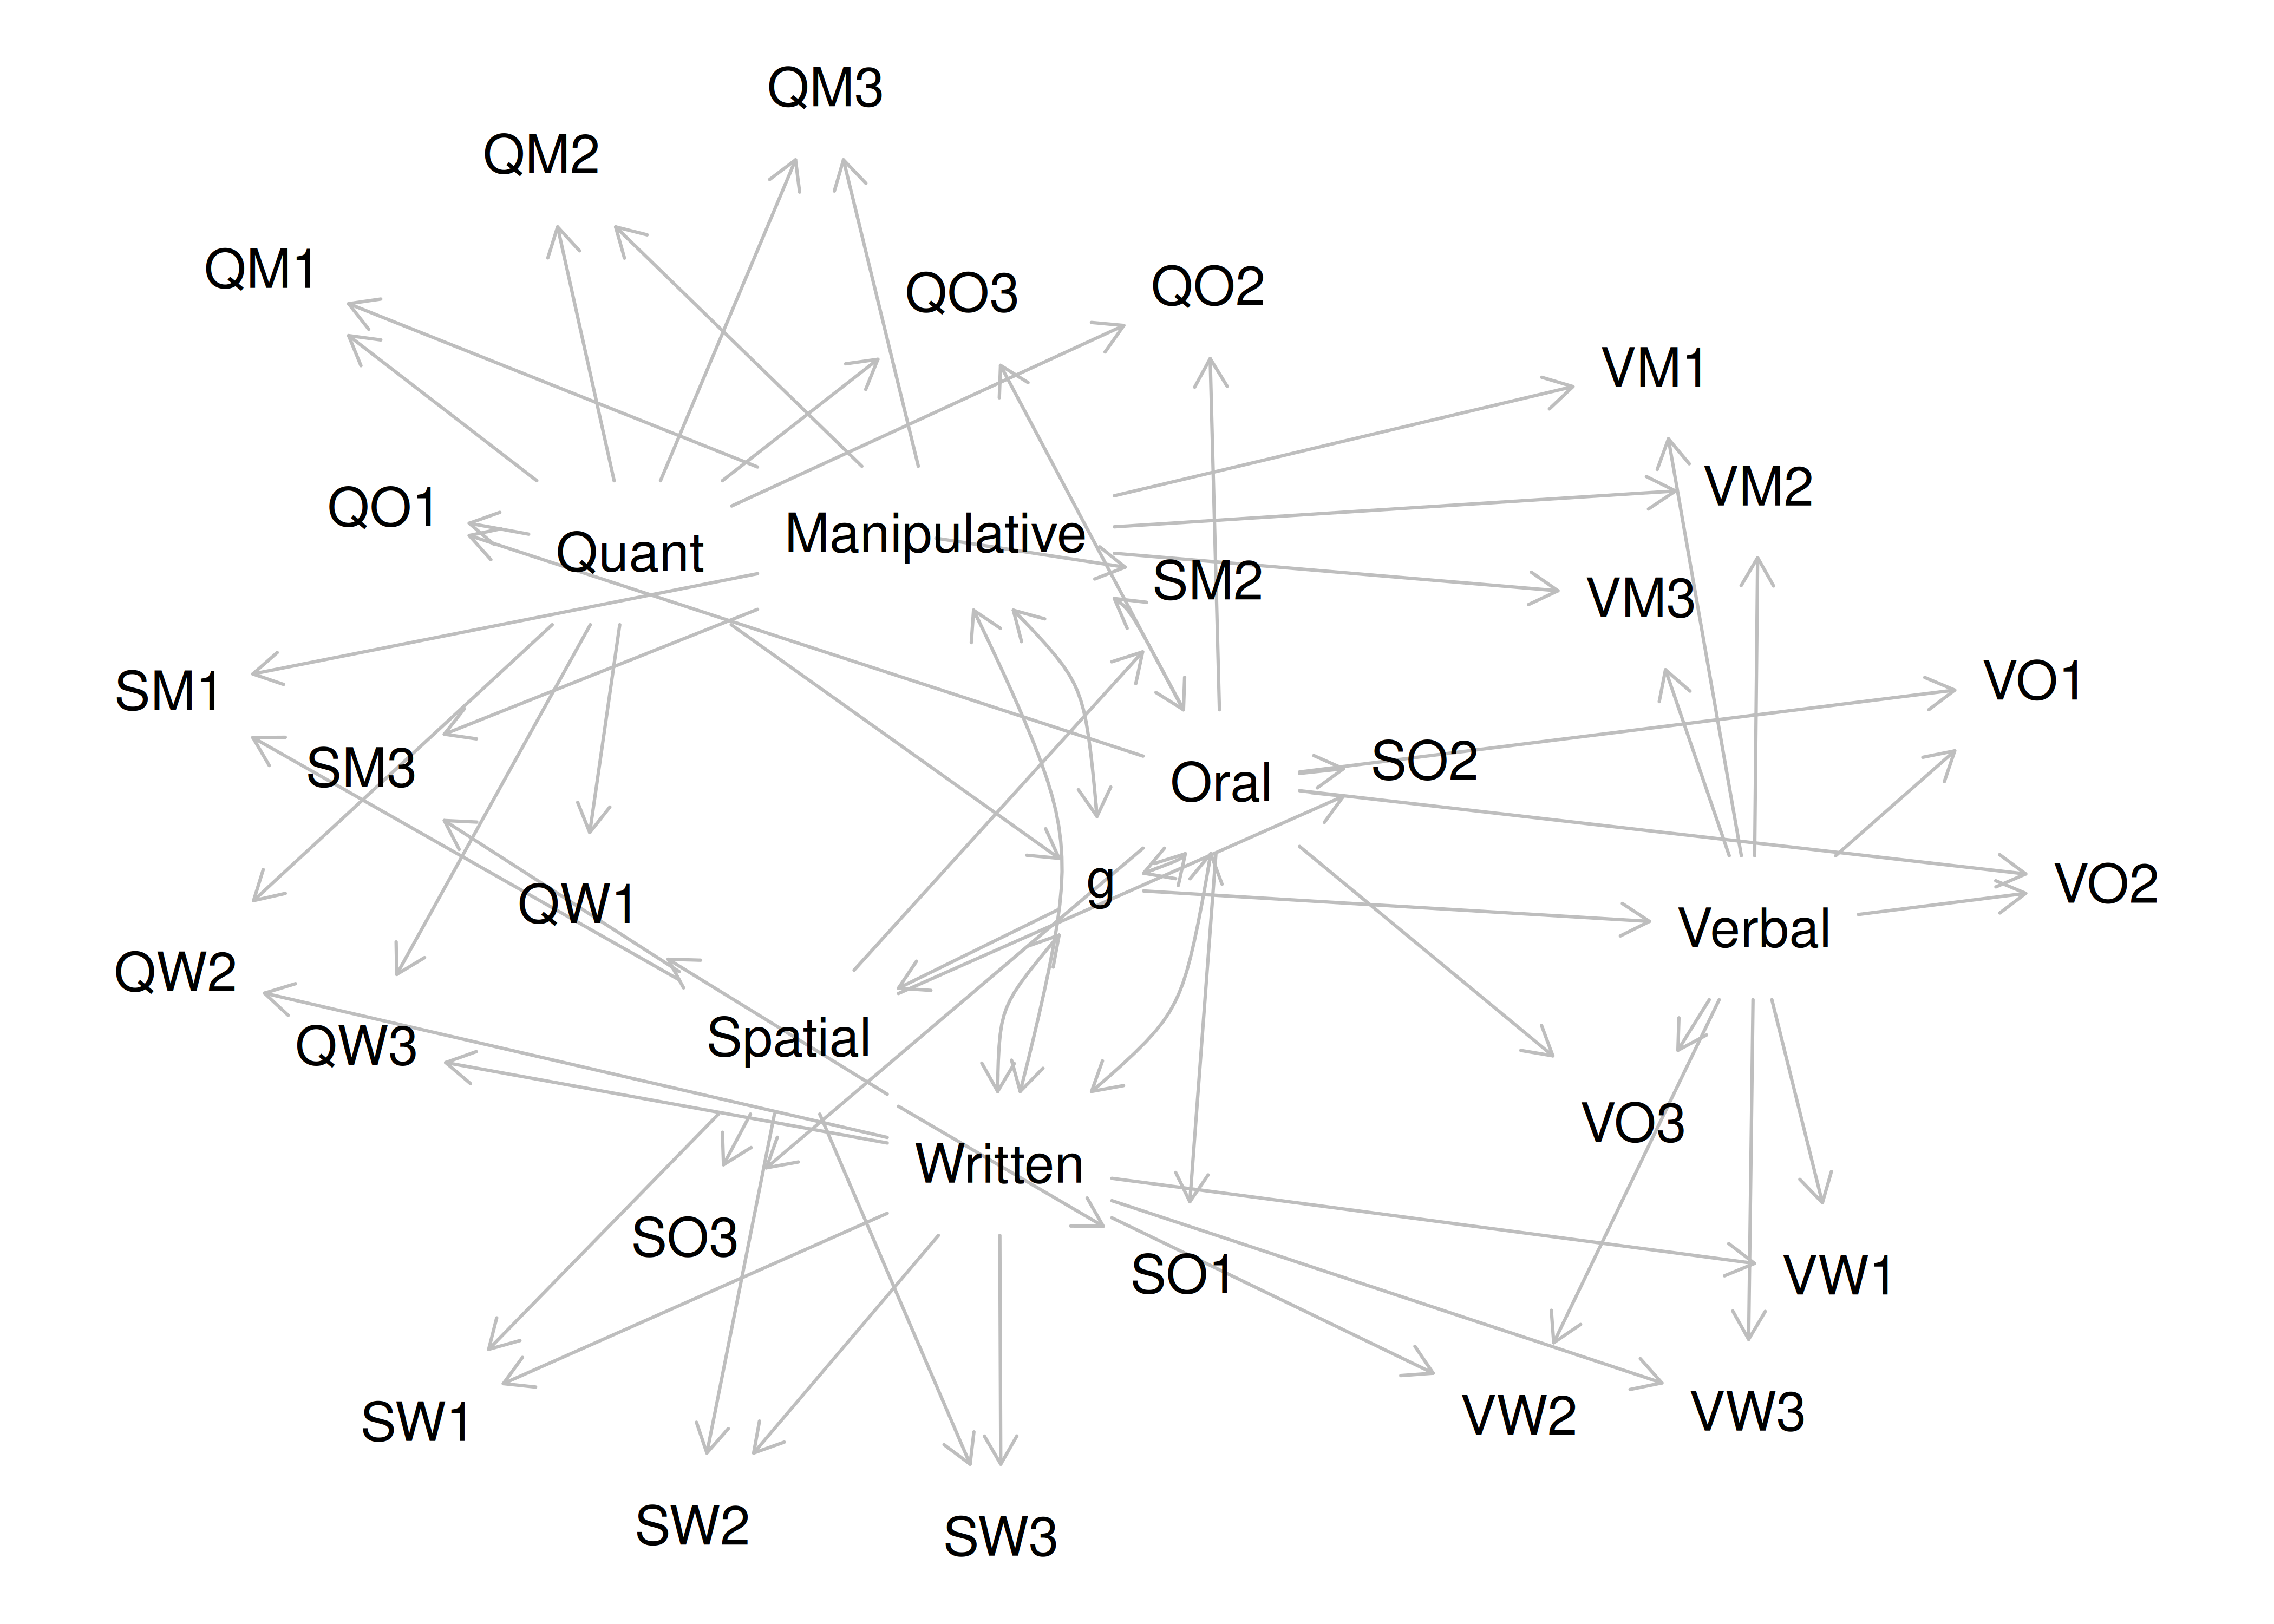 QM3
QM2
QM1
QO3
QO2
VM1
VM2
QO1
Manipulative
Quant
SM2
VM3
VO1
SM1
SM3
SO2
Oral
g
VO2
QW1
Verbal
QW2
Spatial
QW3
VO3
Written
SO3
SO1
VW1
SW1
VW2
VW3
SW2
SW3